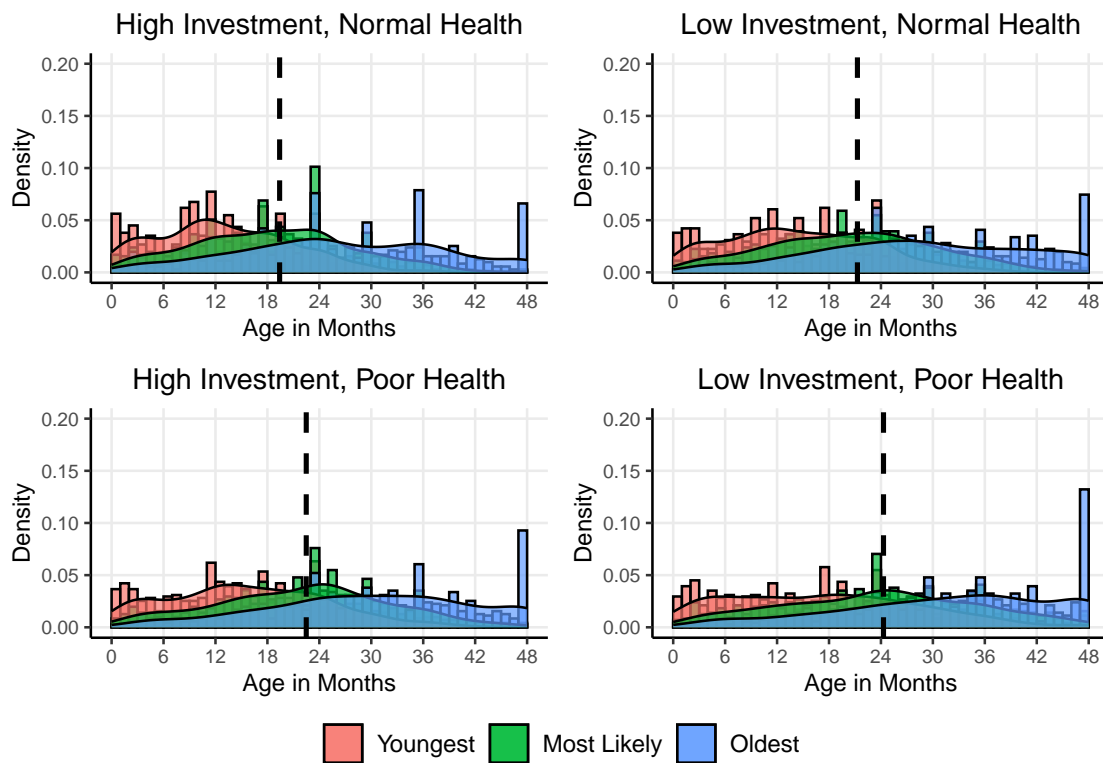 High Investment, Normal Health
0.20
0.15
0.10
0.05
0.00
Density
0 6 12 18 24 30 36 42 48
Age in Months
Low Investment, Normal Health
0.20
0.15
0.10
0.05
0.00
Density
0 6 12 18 24 30 36 42 48
Age in Months
High Investment, Poor Health
0.20
0.15
0.10
0.05
0.00
Density
0 6 12 18 24 30 36 42 48
Age in Months
Low Investment, Poor Health
0.20
0.15
0.10
0.05
0.00
Density
0 6 12 18 24 30 36 42 48
Age in Months
Youngest Most Likely Oldest